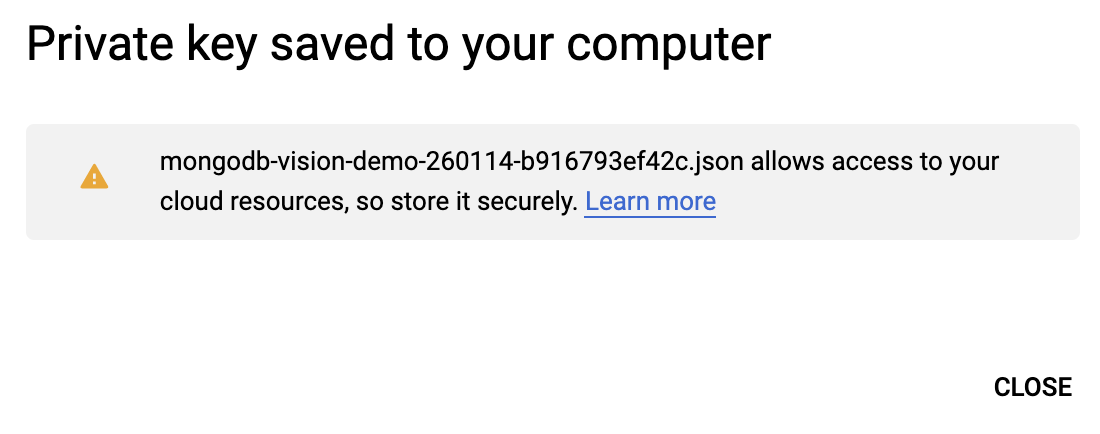 Private key saved to your computer
mongodb-vision-demo-260114-b916793ef42c.json allows access to your
cloud resources, so store it securely. Learn more
CLOSE